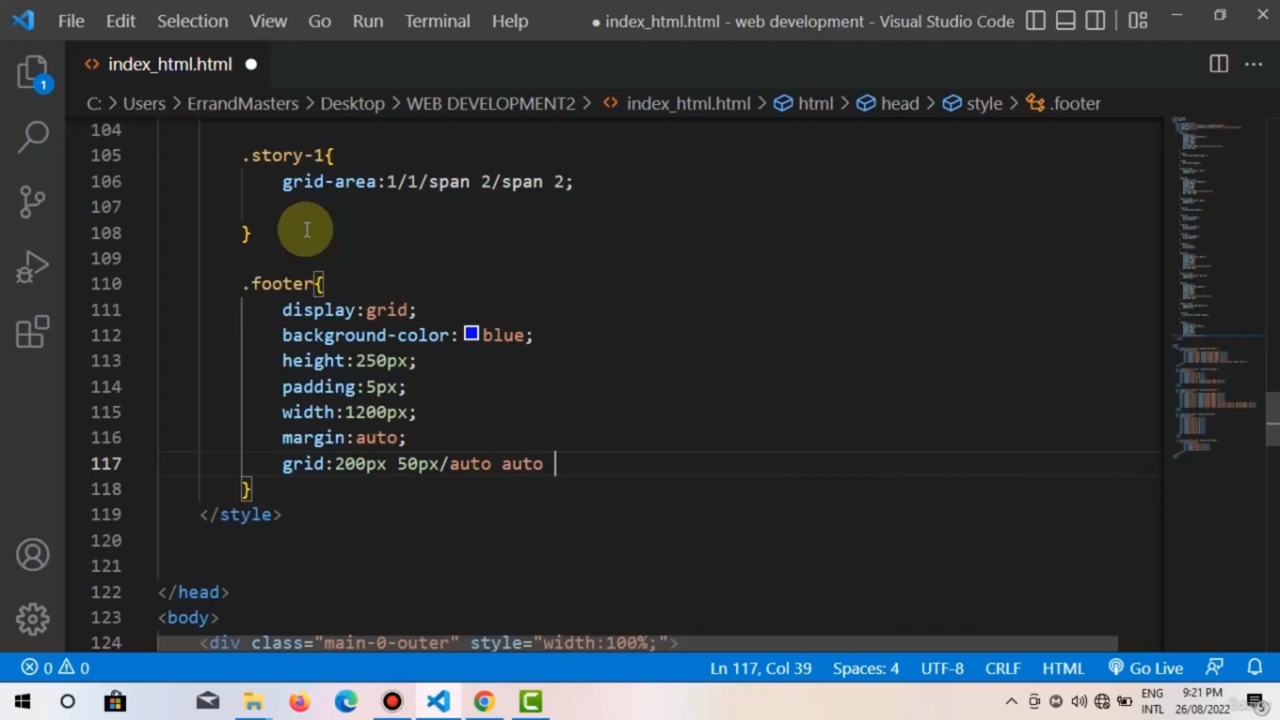 File Edit Selection View Go Run Terminal Help ● index_html.html - web development - Visual Studio Code
index_html.html
C: > Users > ErrandMasters > Desktop > WEB DEVELOPMENT2 > index_html.html > html > head > style > .footer
1
104
105 .story-1{
106 grid-area:1/1/span 2/span 2;
107
108 }
109
110 .footer{
111 display:grid;
112 background-color: blue;
113 height:250px;
114 padding:5px;
115 width:1200px;
116 margin:auto;
117 grid:200px 50px/auto auto
118 }
119 </style>
120
121
122 </head>
123 <body>
124 <div class="main-0-outer" style="width:100%;">
0 0 Ln 117, Col 39 Spaces: 4 UTF-8 CRLF HTML Go Live
ENG 9:21 PM
INTL 26/08/2022